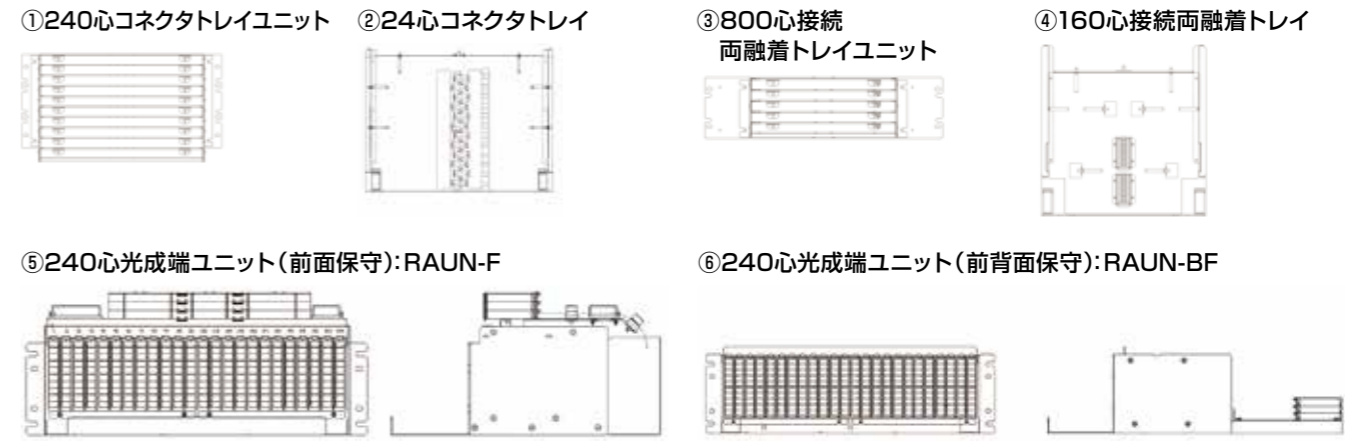 ①240心コネクタトレイユニット
②24心コネクタトレイ
③800心接続
両融着トレイユニット
④160心接続両融着トレイ
⑤240心光成端ユニット（前面保守）：RAUN-F
⑥240心光成端ユニット（前背面保守）：RAUN-BF